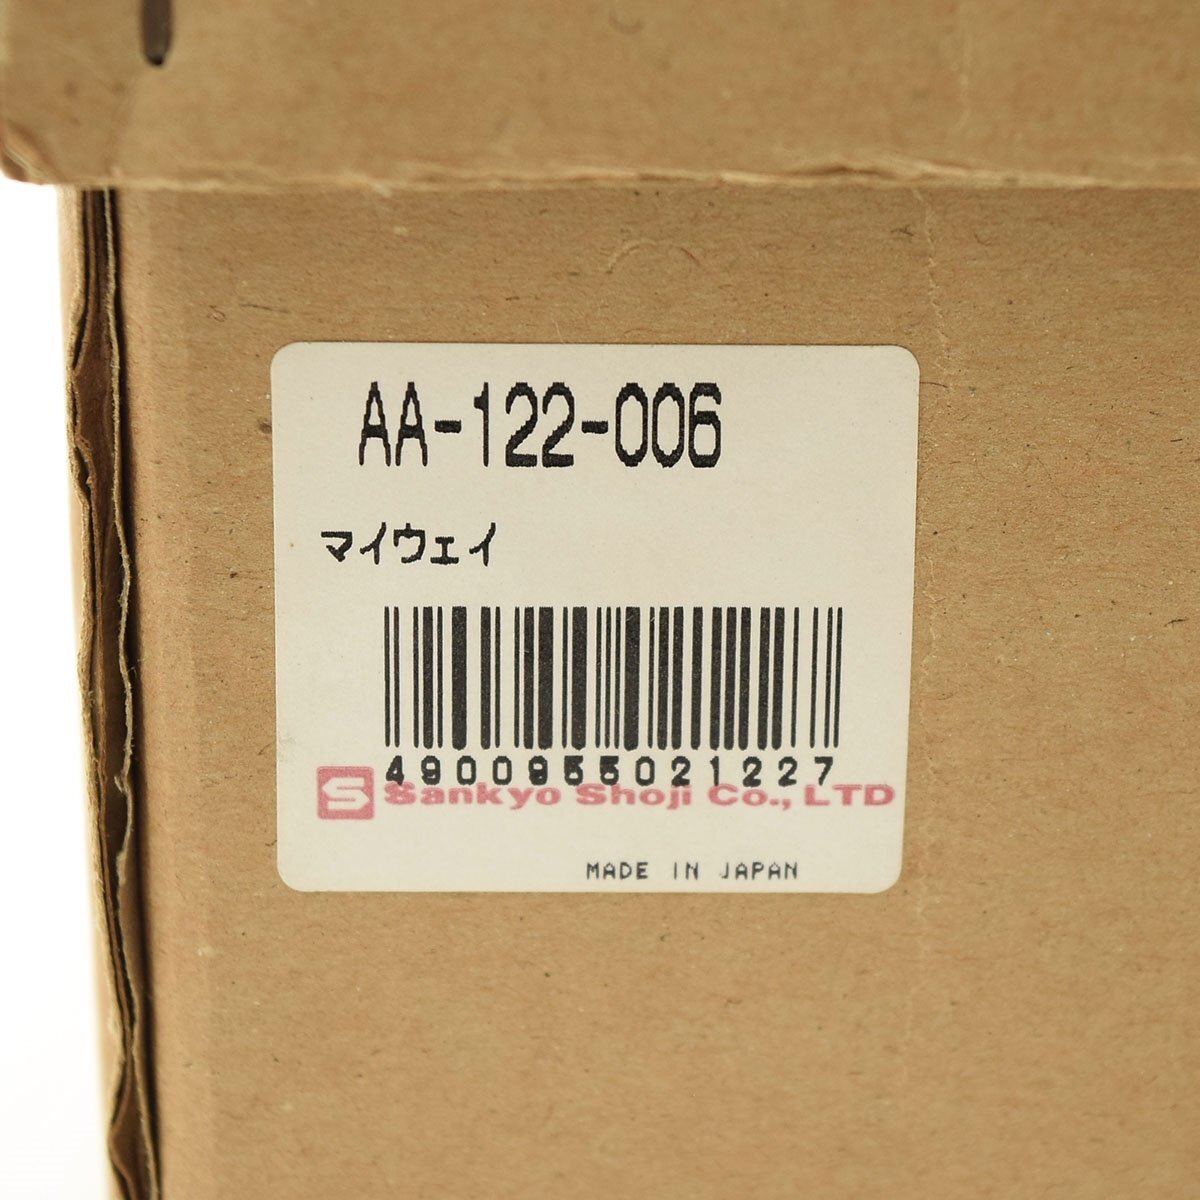 AA-122-006
マイウェイ
4900955021227
S Sankyo Shoji Co., LTD
MADE IN JAPAN